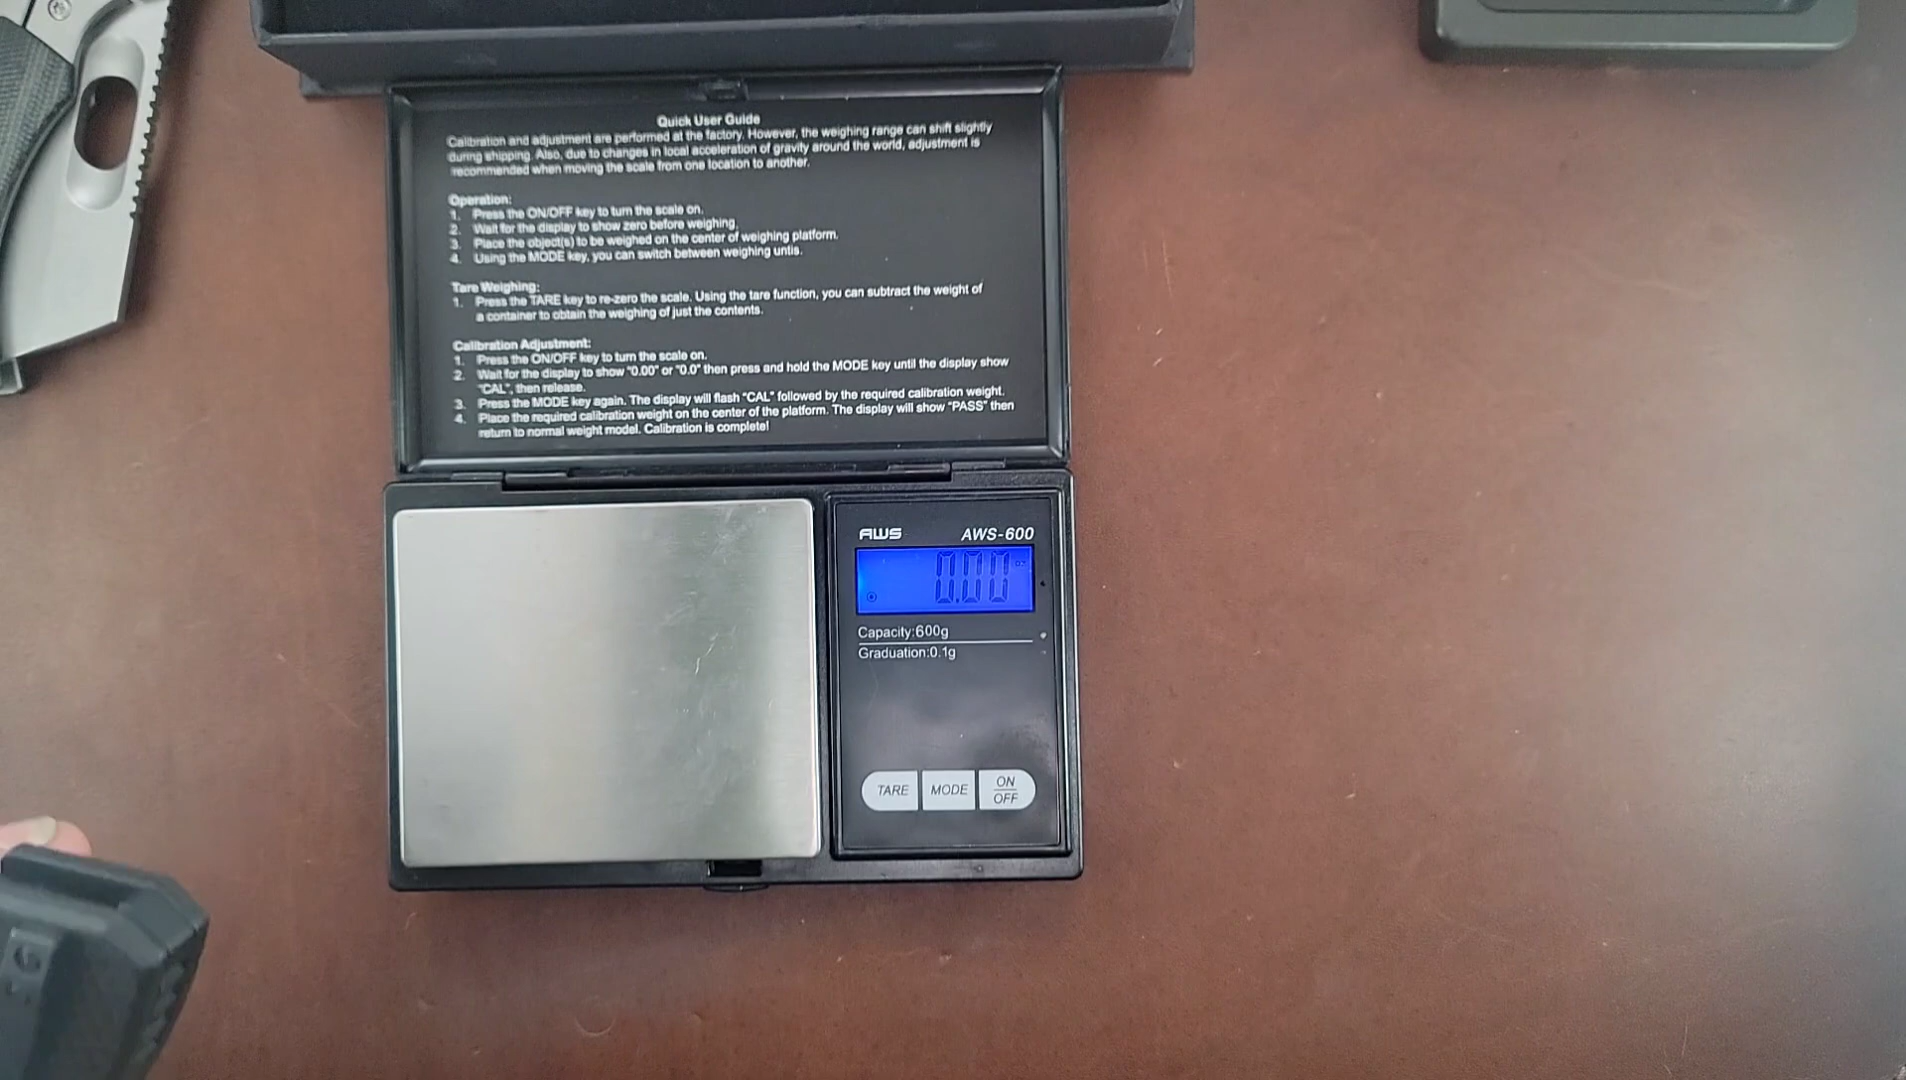 Quick User Guide
Calibration and adjustment are performed at the factory. However, the weighing range can shift slightly
during shipping. Also, due to changes in local acceleration of gravity around the world, adjustment is
recommended when moving the scale from one location to another.
Operation:
1. Press the ON/OFF key to turn the scale on.
2. Wait for the display to show zero before weighing.
3. Place the object(s) to be weighed on the center of weighing platform.
4. Using the MODE key, you can switch between weighing untis.
Tare Weighing:
1. Press the TARE key to re-zero the scale. Using the tare function, you can subtract the weight of
a container to obtain the weighing of just the contents.
Calibration Adjustment:
1. Press the ON/OFF key to turn the scale on.
2. Wait for the display to show "0.00" or "0.0" then press and hold the MODE key until the display show
"CAL", then release.
3. Press the MODE key again. The display will flash "CAL" followed by the required calibration weight.
4. Place the required calibration weight on the center of the platform. The display will show "PASS" then
return to normal weight model. Calibration is complete!
AWS AWS-600
0.00 oz
Capacity:600g
Graduation:0.1g
TARE MODE ON
OFF
G